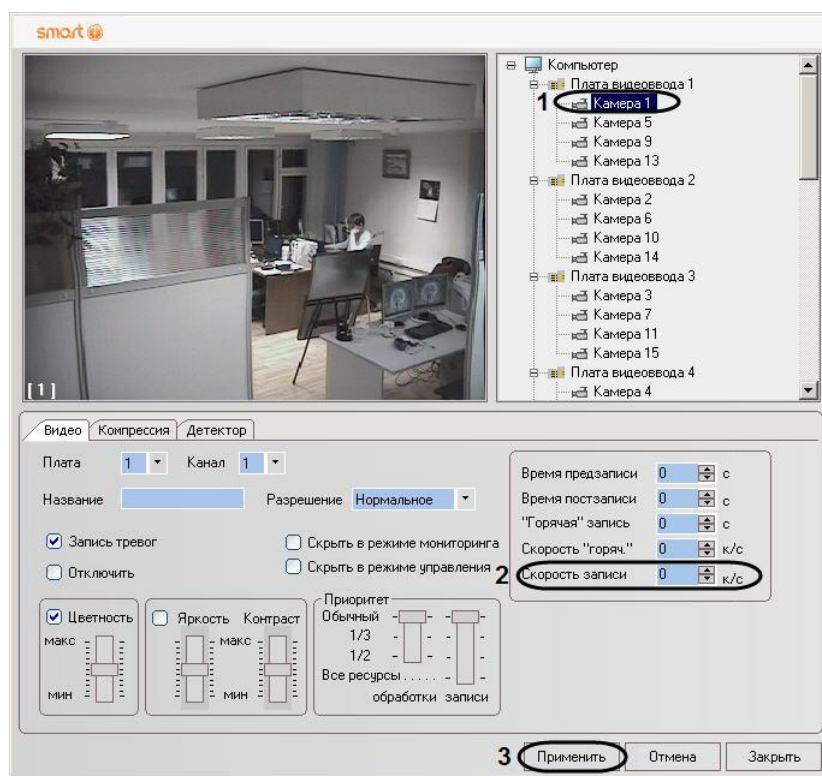 smart
Компьютер
Плата видеоввода 1
1 Камера 1
Камера 5
Камера 9
Камера 13
Плата видеоввода 2
Камера 2
Камера 6
Камера 10
Камера 14
Плата видеоввода 3
Камера 3
Камера 7
Камера 11
Камера 15
Плата видеоввода 4
Камера 4
[1]
Видео Компрессия Детектор
Плата 1 Канал 1
Название Разрешение Нормальное
Запись тревог
Скрыть в режиме мониторинга
Отключить
Скрыть в режиме управления
Время предзаписи 0 с
Время постзаписи 0 с
"Горячая" запись 0 с
Скорость "горяч." 0 к/с
2 Скорость записи 0 к/с
Цветность
макс
мин
Яркость Контраст
макс
мин
Приоритет
Обычный
1/3
1/2
Все ресурсы.....
обработки записи
3 Применить Отмена Закрыть